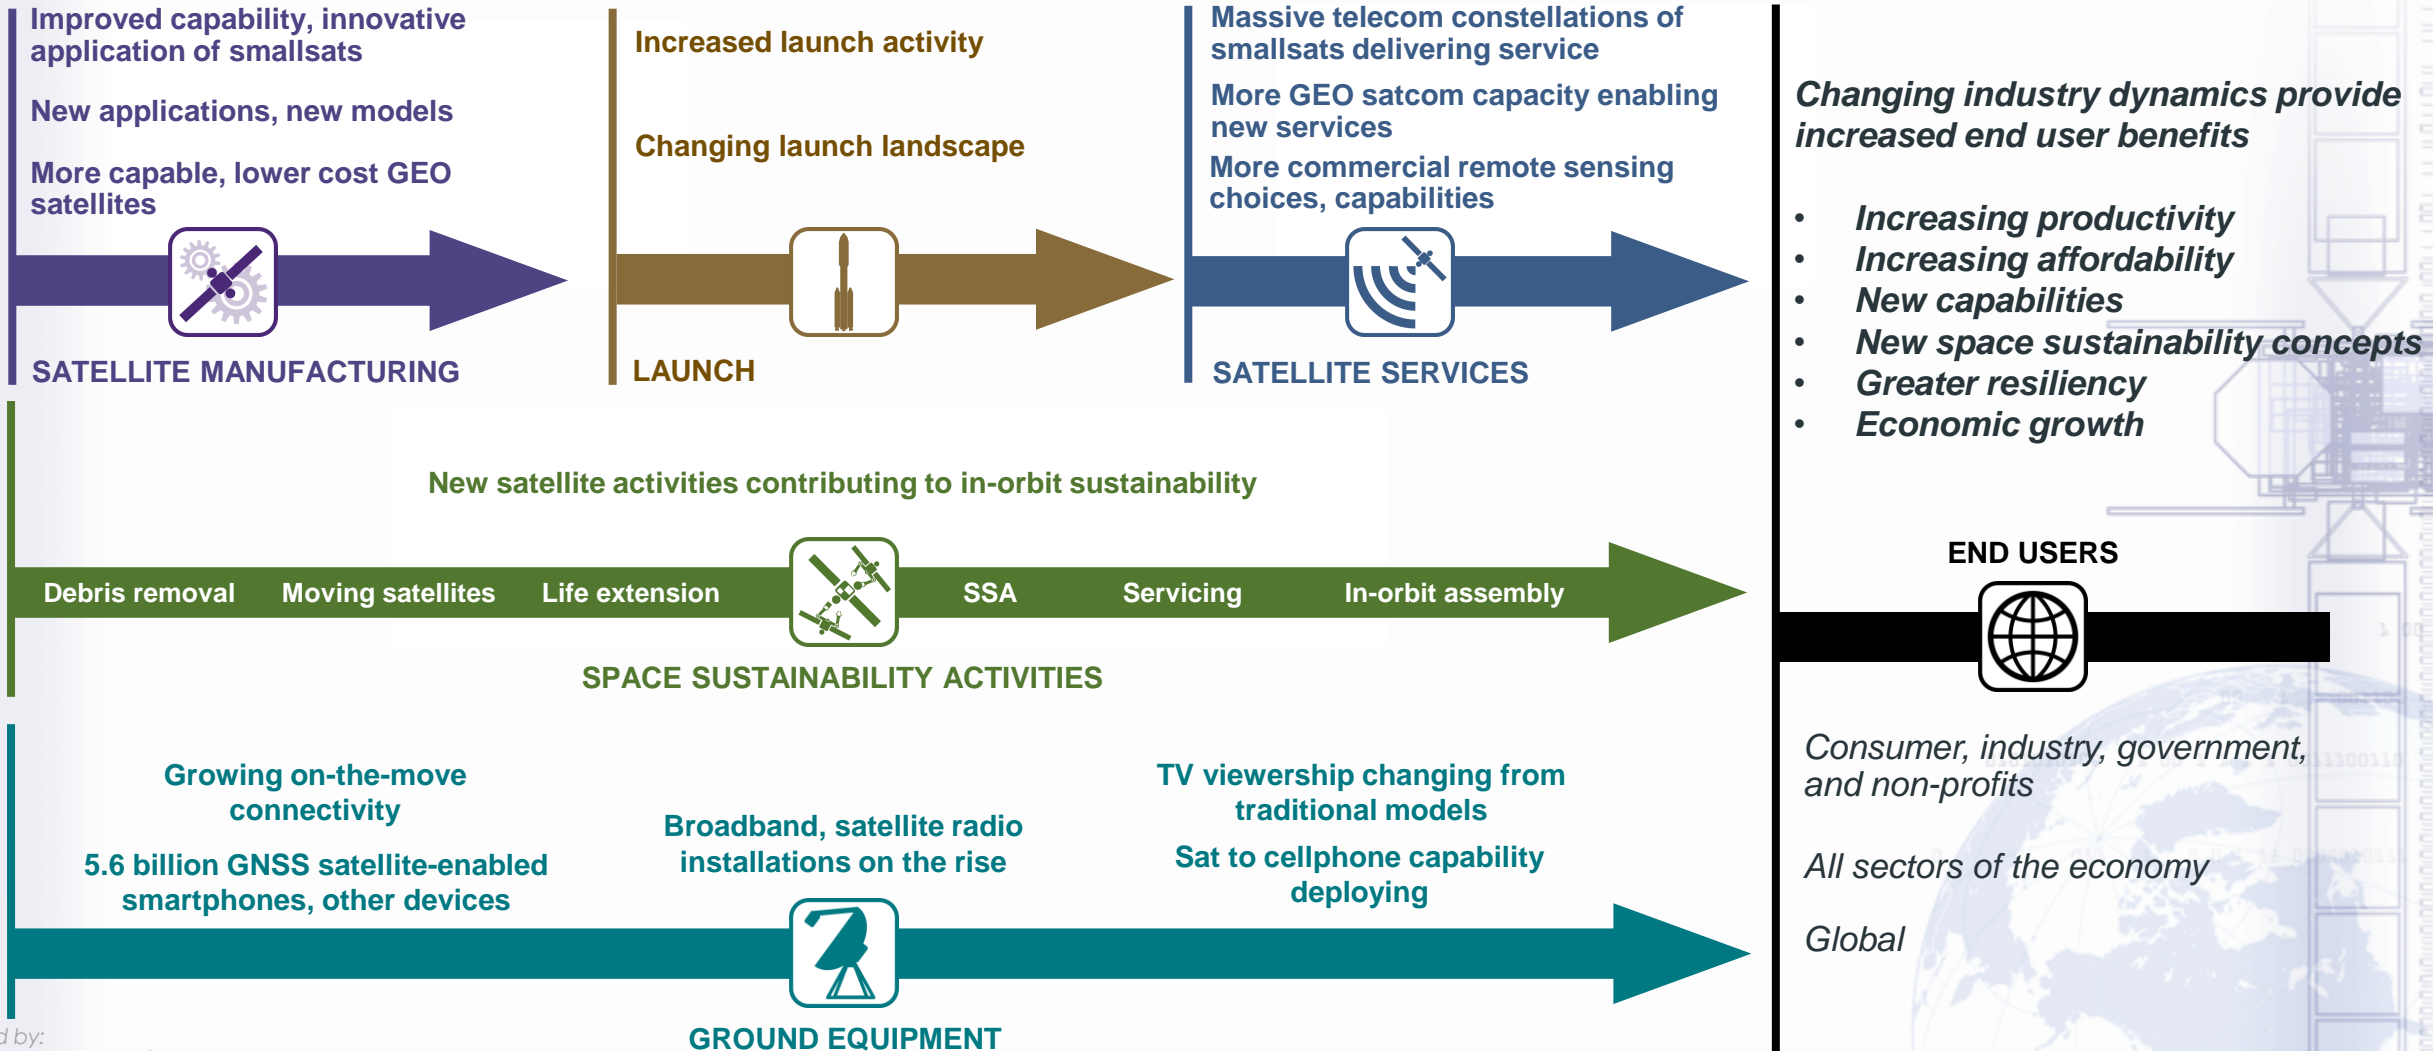 Improved capability, innovative
application of smallsats
New applications, new models
More capable, lower cost GEO
satellites
SATELLITE MANUFACTURING
Increased launch activity
Changing launch landscape
LAUNCH
Massive telecom constellations of
smallsats delivering service
More GEO satcom capacity enabling
new services
More commercial remote sensing
choices, capabilities
SATELLITE SERVICES
New satellite activities contributing to in-orbit sustainability
Debris removal Moving satellites Life extension SSA Servicing In-orbit assembly
SPACE SUSTAINABILITY ACTIVITIES
Growing on-the-move
connectivity
5.6 billion GNSS satellite-enabled
smartphones, other devices
Broadband, satellite radio
installations on the rise
TV viewership changing from
traditional models
Sat to cellphone capability
deploying
GROUND EQUIPMENT
Changing industry dynamics provide
increased end user benefits
• Increasing productivity
• Increasing affordability
• New capabilities
• New space sustainability concepts
• Greater resiliency
• Economic growth
END USERS
Consumer, industry, government,
and non-profits
All sectors of the economy
Global
by: